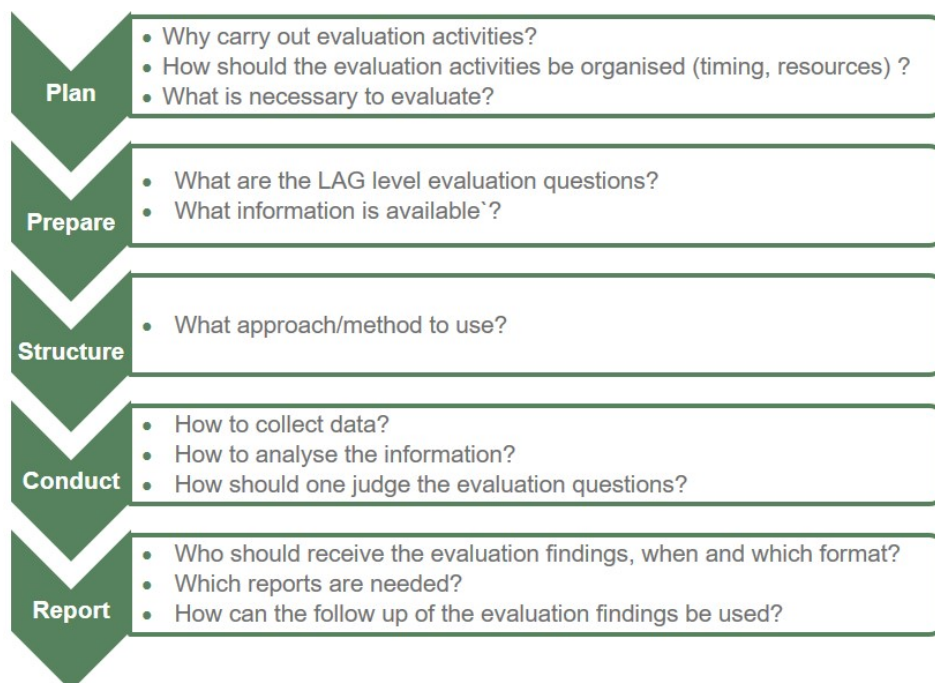 Plan
• Why carry out evaluation activities?
• How should the evaluation activities be organised (timing, resources) ?
• What is necessary to evaluate?
Prepare
• What are the LAG level evaluation questions?
• What information is available`?
Structure
• What approach/method to use?
Conduct
• How to collect data?
• How to analyse the information?
• How should one judge the evaluation questions?
Report
• Who should receive the evaluation findings, when and which format?
• Which reports are needed?
• How can the follow up of the evaluation findings be used?